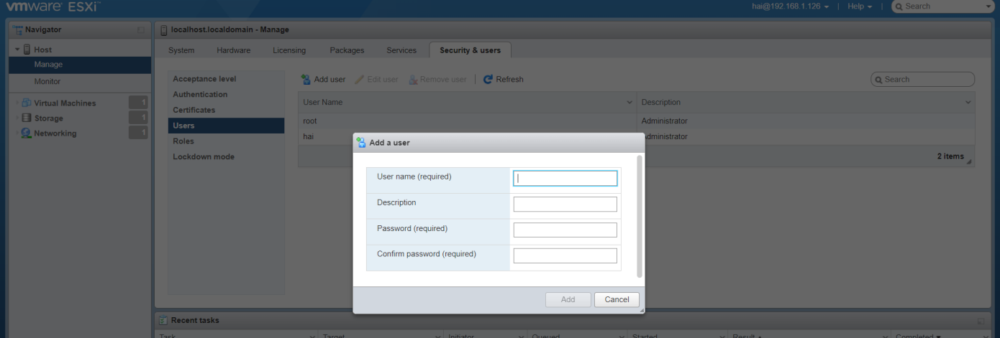 vmware ESXi™
hai@192.168.1.126
Help
Search
Navigator
Host
Manage
Monitor
Virtual Machines 1
Storage 1
Networking 1
localhost.localdomain - Manage
System Hardware Licensing Packages Services Security & users
Acceptance level
Authentication
Certificates
Users
Roles
Lockdown mode
Add user Edit user Remove user Refresh
Search
User Name Description
root Administrator
hai dministrator
2 items
Add a user
User name (required)
Description
Password (required)
Confirm password (required)
Add Cancel
Recent tasks
Task Target Initiator Queued Started Result Completed